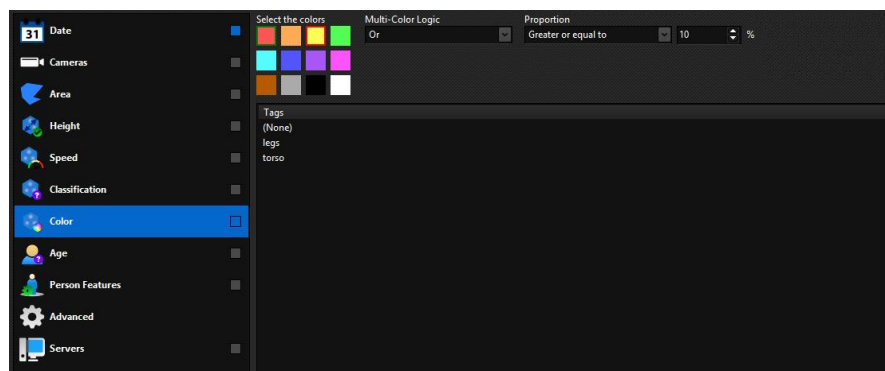 31 Date
Cameras
Area
Height
Speed
Classification
Color
Age
Person Features
Advanced
Servers
Select the colors
Multi-Color Logic
Or
Proportion
Greater or equal to
10
%
Tags
(None)
legs
torso